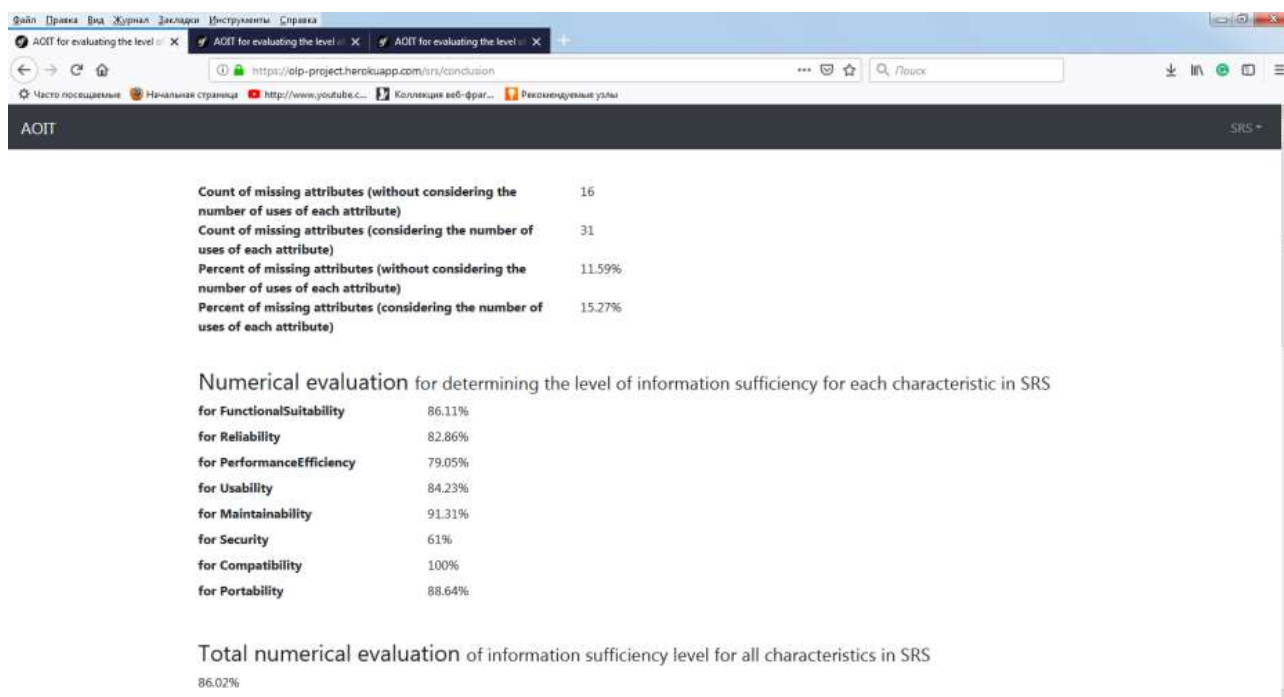 Файл Правка Вид Журнал Закладки Инструменты Справка
AOIT for evaluating the level of AOIT for evaluating the level of AOIT for evaluating the level of
https://olp-project.herokuapp.com/srs/conclusion Поиск
Часто посещаемые Начальная страница http://www.youtube.c... Коллекция веб-фраг... Рекомендуемые узлы
AOIT SRS
Count of missing attributes (without considering the 16
number of uses of each attribute)
Count of missing attributes (considering the number of 31
uses of each attribute)
Percent of missing attributes (without considering the 11.59%
number of uses of each attribute)
Percent of missing attributes (considering the number of 15.27%
uses of each attribute)
Numerical evaluation for determining the level of information sufficiency for each characteristic in SRS
for FunctionalSuitability 86.11%
for Reliability 82.86%
for PerformanceEfficiency 79.05%
for Usability 84.23%
for Maintainability 91.31%
for Security 61%
for Compatibility 100%
for Portability 88.64%
Total numerical evaluation of information sufficiency level for all characteristics in SRS
86.02%